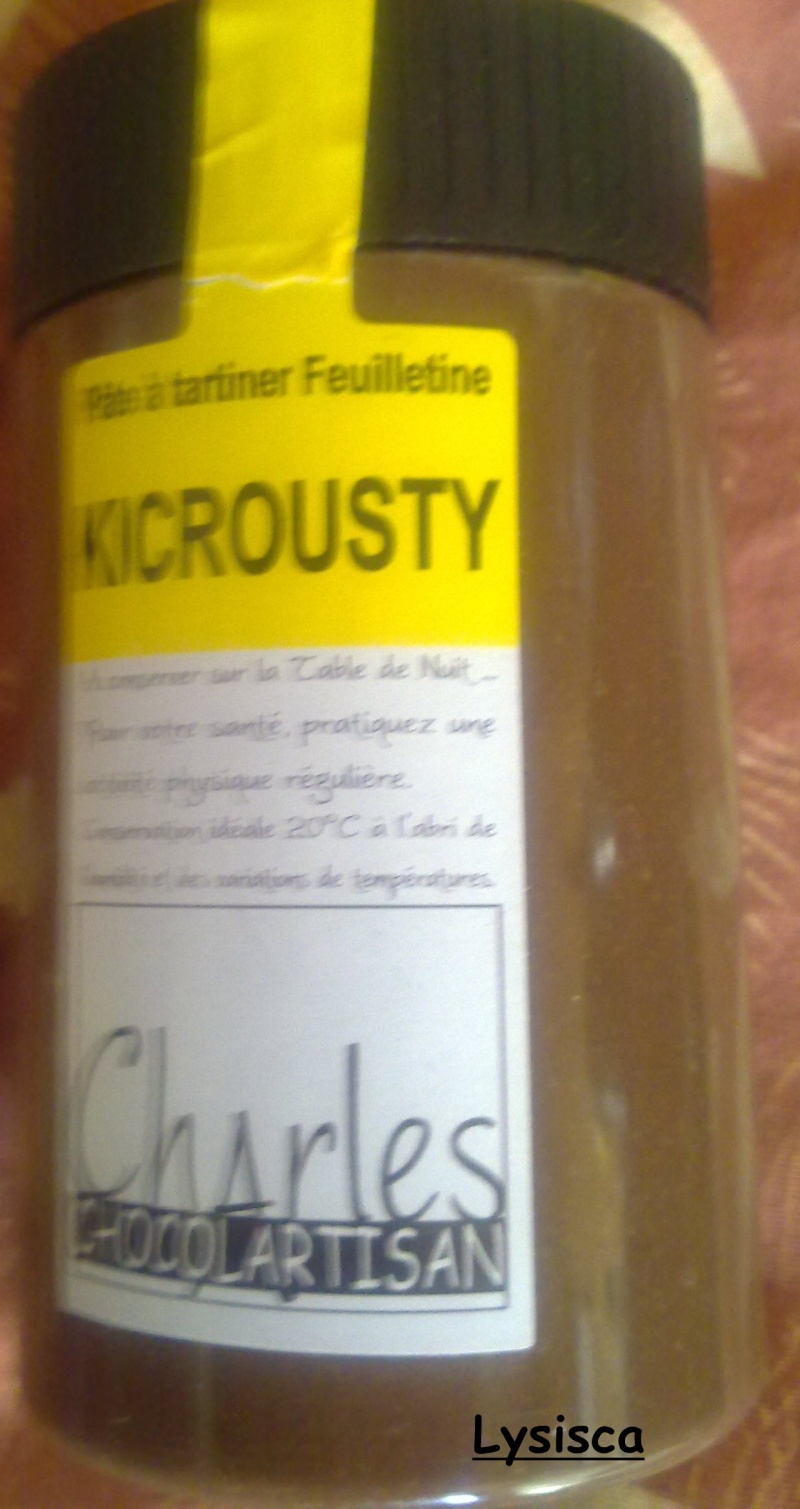 Pâte à tartiner Feuilletine
KICROUSTY
A conserver sur la Table de Nuit...
Pour votre santé, pratiquez une
activité physique régulière.
Conservation idéale 20°C à l'abri de
l'humidité et des variations de températures.
Charles
CHOCOLARTISAN
Lysisca